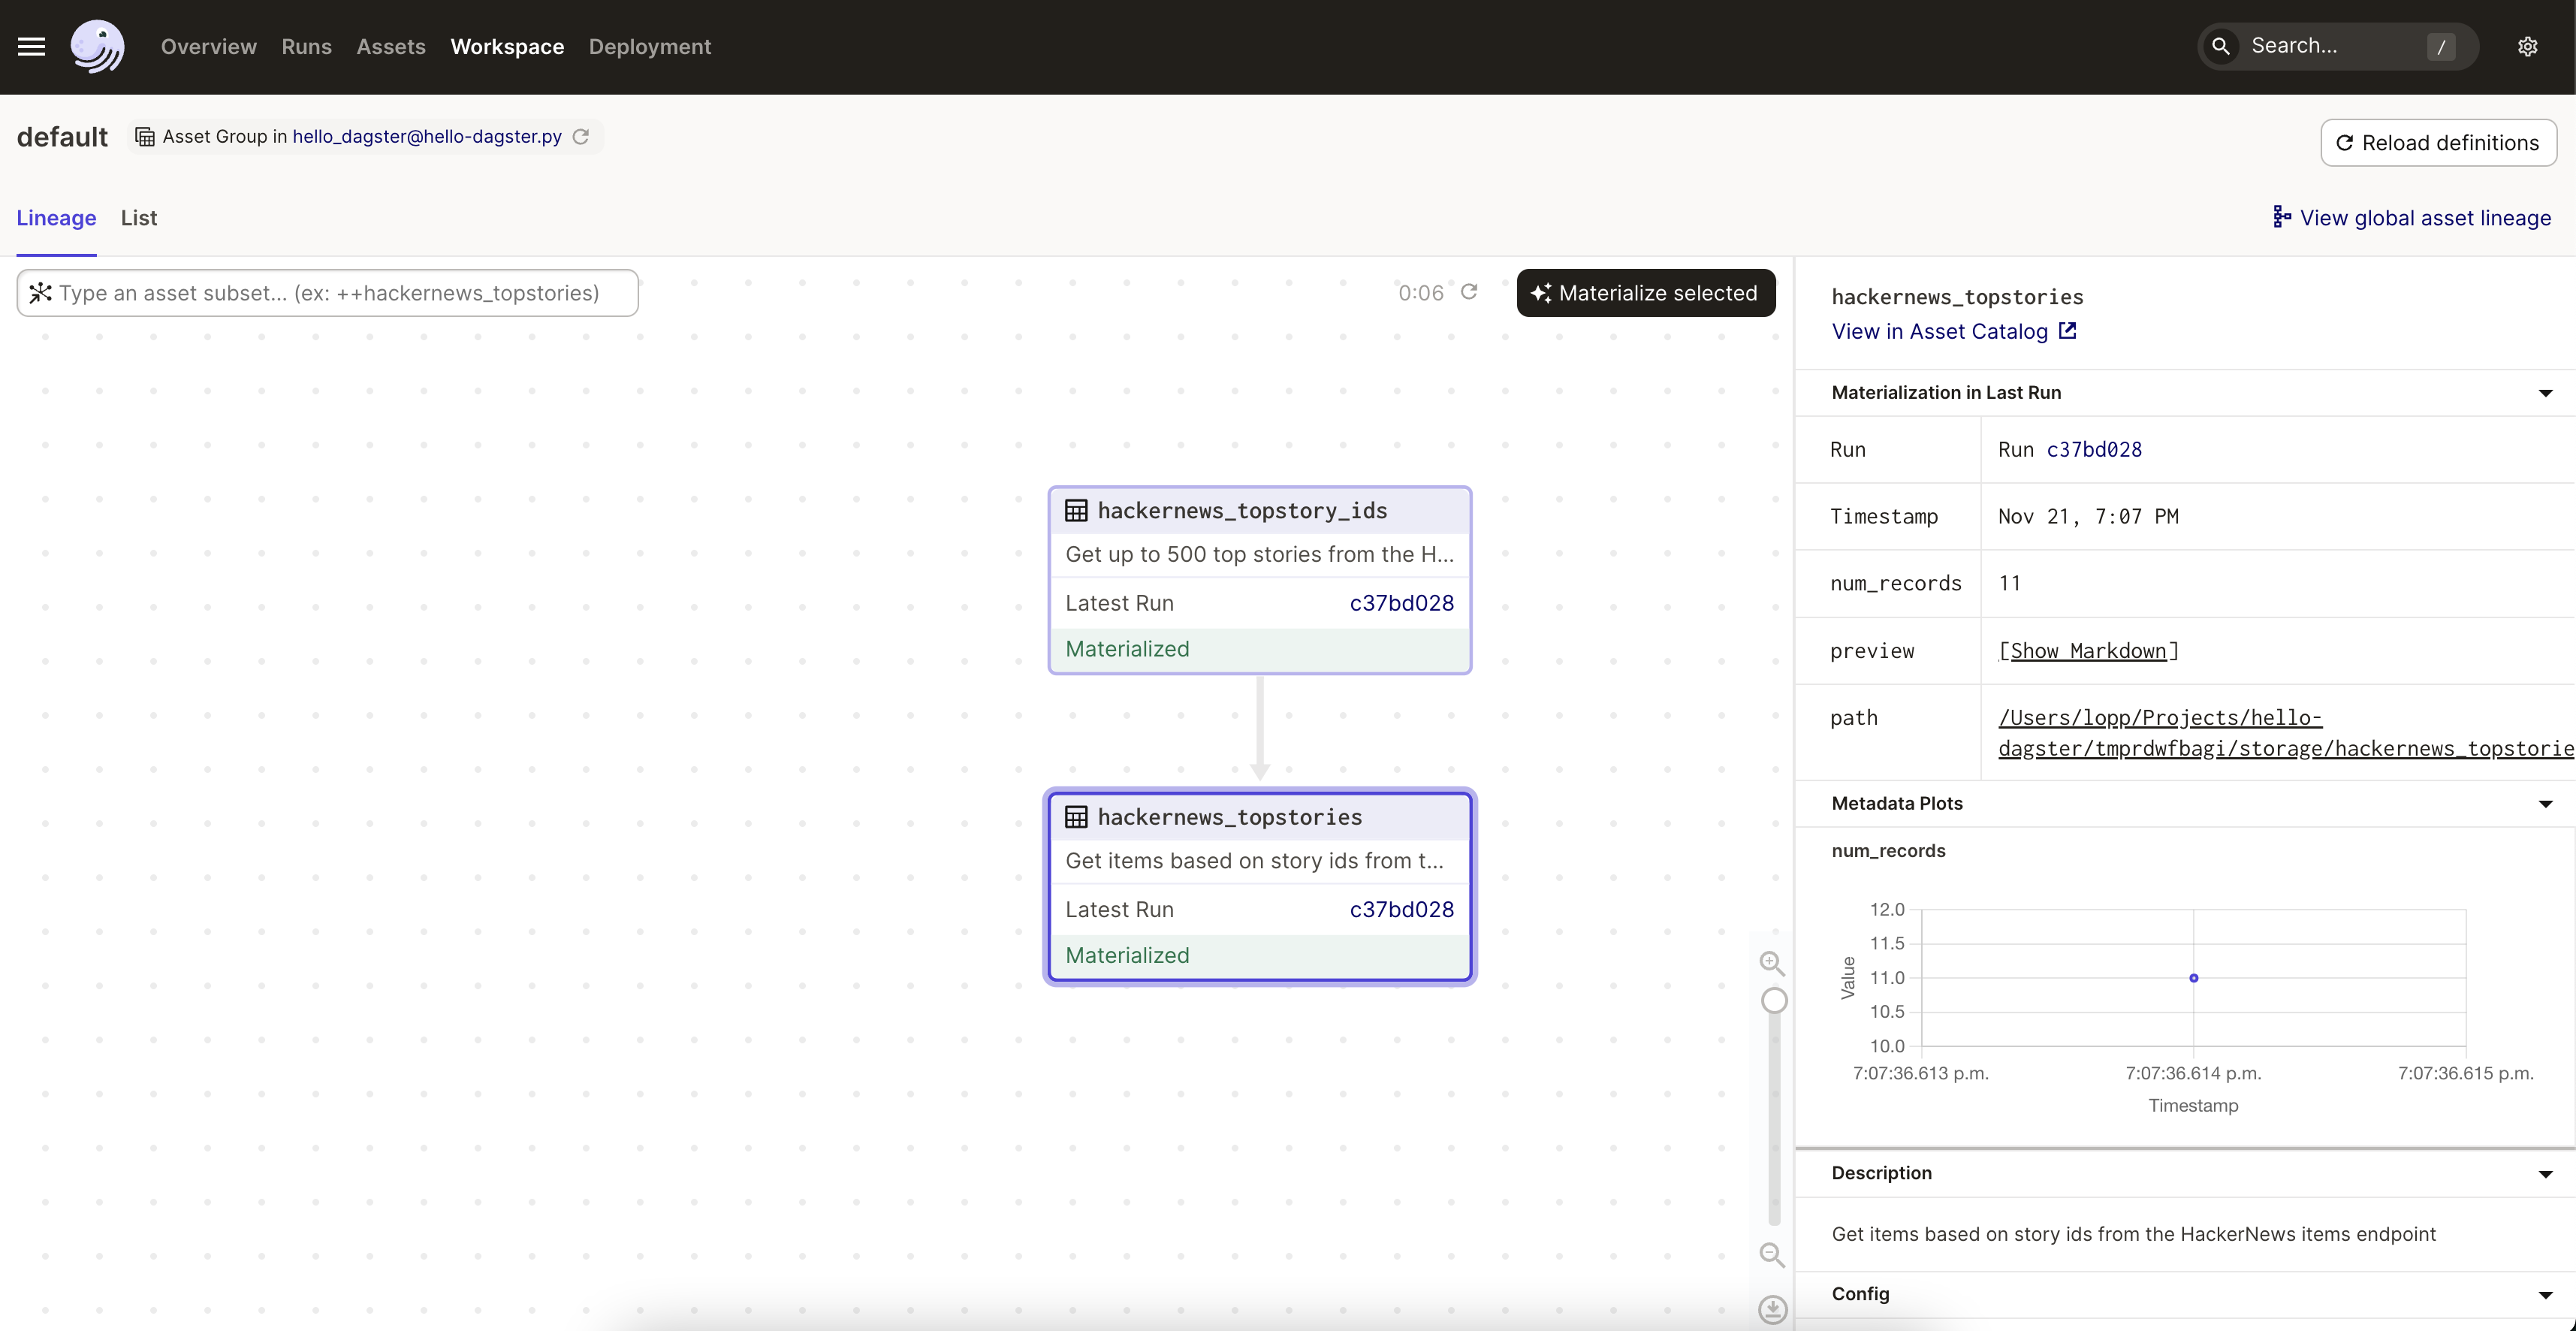 Overview Runs Assets Workspace Deployment
Search... /
default Asset Group in hello_dagster@hello-dagster.py
Reload definitions
Lineage List
View global asset lineage
Type an asset subset... (ex: ++hackernews_topstories)
0:06
Materialize selected
hackernews_topstory_ids
Get up to 500 top stories from the H...
Latest Run c37bd028
Materialized
hackernews_topstories
Get items based on story ids from t...
Latest Run c37bd028
Materialized
hackernews_topstories
View in Asset Catalog
Materialization in Last Run
Run Run c37bd028
Timestamp Nov 21, 7:07 PM
num_records 11
preview [Show Markdown]
path /Users/lopp/Projects/hello-
dagster/tmprdwfbagi/storage/hackernews_topstorie
Metadata Plots
num_records
12.0
11.5
11.0
10.5
10.0
Value
7:07:36.613 p.m. 7:07:36.614 p.m. 7:07:36.615 p.m.
Timestamp
Description
Get items based on story ids from the HackerNews items endpoint
Config